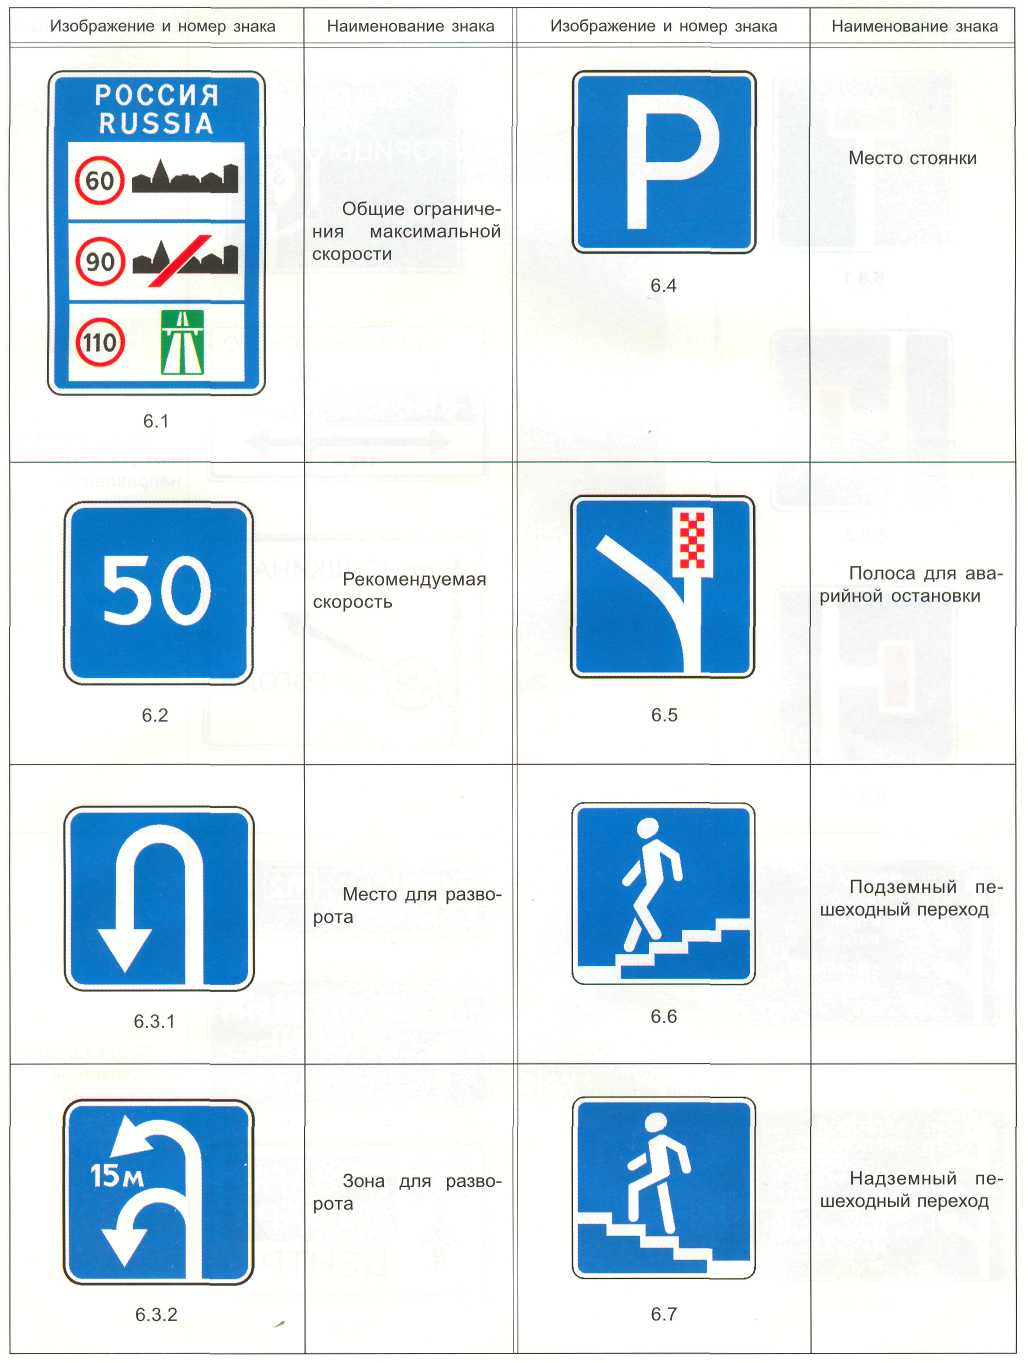 Изображение и номер знака
Наименование знака
Изображение и номер знака
Наименование знака
РОССИЯ
RUSSIA
60
90
110
6.1
Общие ограниче-
ния максимальной
скорости
P
6.4
Место стоянки
50
6.2
Рекомендуемая
скорость
6.5
Полоса для ава-
рийной остановки
6.3.1
Место для разво-
рота
6.6
Подземный пе-
шеходный переход
15м
6.3.2
Зона для разво-
рота
6.7
Надземный пе-
шеходный переход